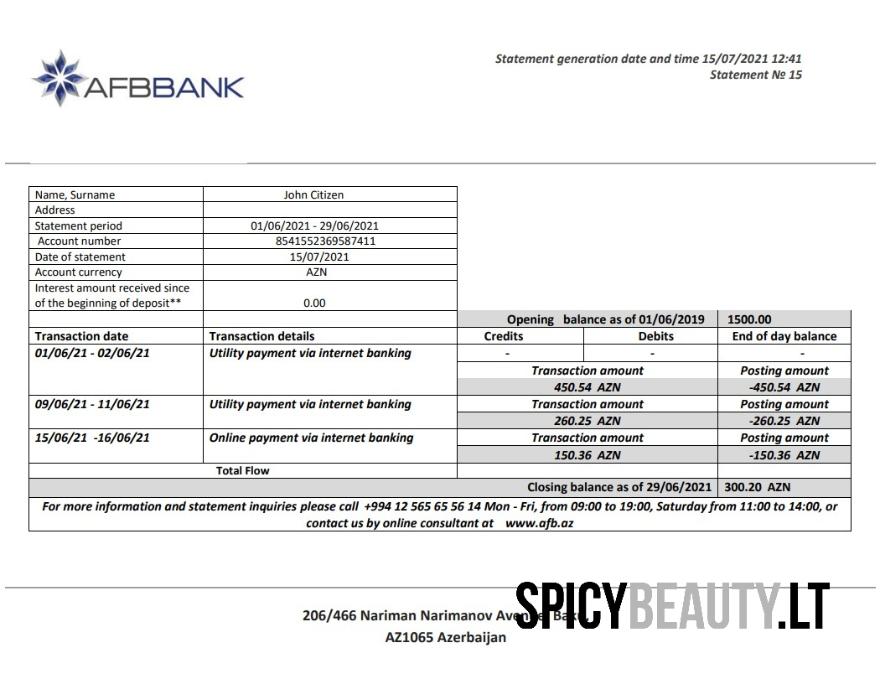 AFBBANK
Statement generation date and time 15/07/2021 12:41
Statement № 15
Name, Surname John Citizen
Address
Statement period 01/06/2021 - 29/06/2021
Account number 8541552369587411
Date of statement 15/07/2021
Account currency AZN
Interest amount received since
of the beginning of deposit** 0.00
Opening balance as of 01/06/2019 1500.00
Transaction date Transaction details Credits Debits End of day balance
01/06/21 - 02/06/21 Utility payment via internet banking - - -
Transaction amount Posting amount
450.54 AZN -450.54 AZN
09/06/21 - 11/06/21 Utility payment via internet banking Transaction amount Posting amount
260.25 AZN -260.25 AZN
15/06/21 -16/06/21 Online payment via internet banking Transaction amount Posting amount
150.36 AZN -150.36 AZN
Total Flow
Closing balance as of 29/06/2021 300.20 AZN
For more information and statement inquiries please call +994 12 565 65 56 14 Mon - Fri, from 09:00 to 19:00, Saturday from 11:00 to 14:00, or
contact us by online consultant at www.afb.az
SPICYBEAUTY.LT
206/466 Nariman Narimanov
AZ1065 Azerbaijan